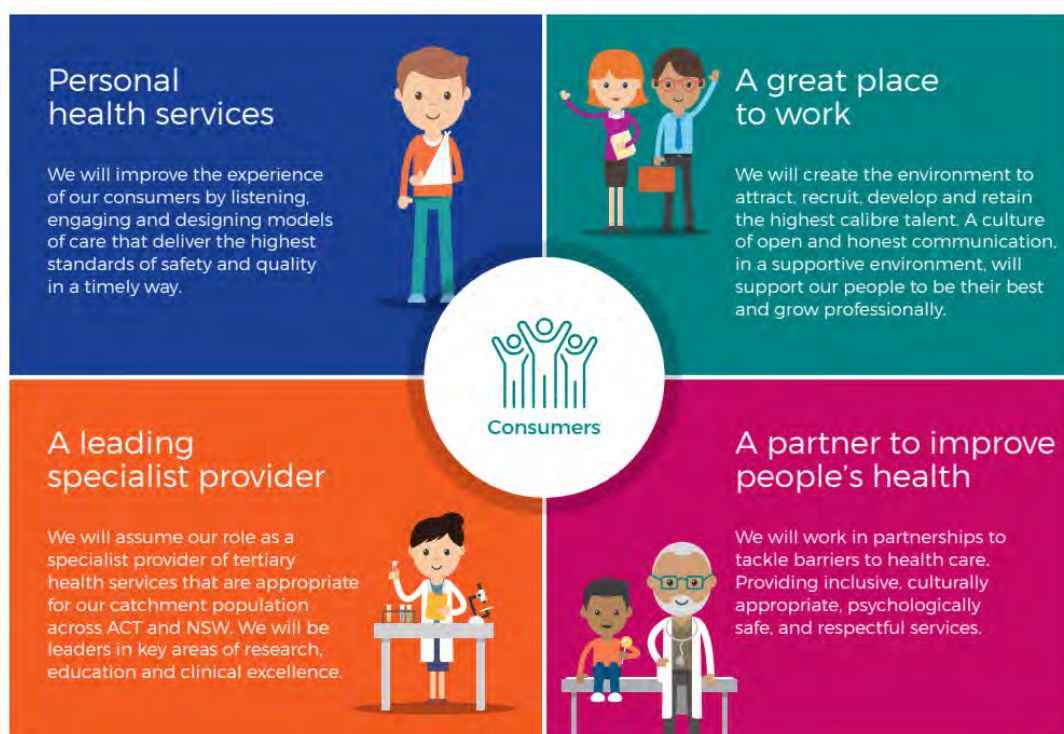 Personal
health services
We will improve the experience
of our consumers by listening,
engaging and designing models
of care that deliver the highest
standards of safety and quality
in a timely way.
A great place
to work
We will create the environment to
attract, recruit, develop and retain
the highest calibre talent. A culture
of open and honest communication,
in a supportive environment, will
support our people to be their best
and grow professionally.
Consumers
A leading
specialist provider
We will assume our role as a
specialist provider of tertiary
health services that are appropriate
for our catchment population
across ACT and NSW. We will be
leaders in key areas of research,
education and clinical excellence.
A partner to improve
people's health
We will work in partnerships to
tackle barriers to health care.
Providing inclusive, culturally
appropriate, psychologically
safe, and respectful services.